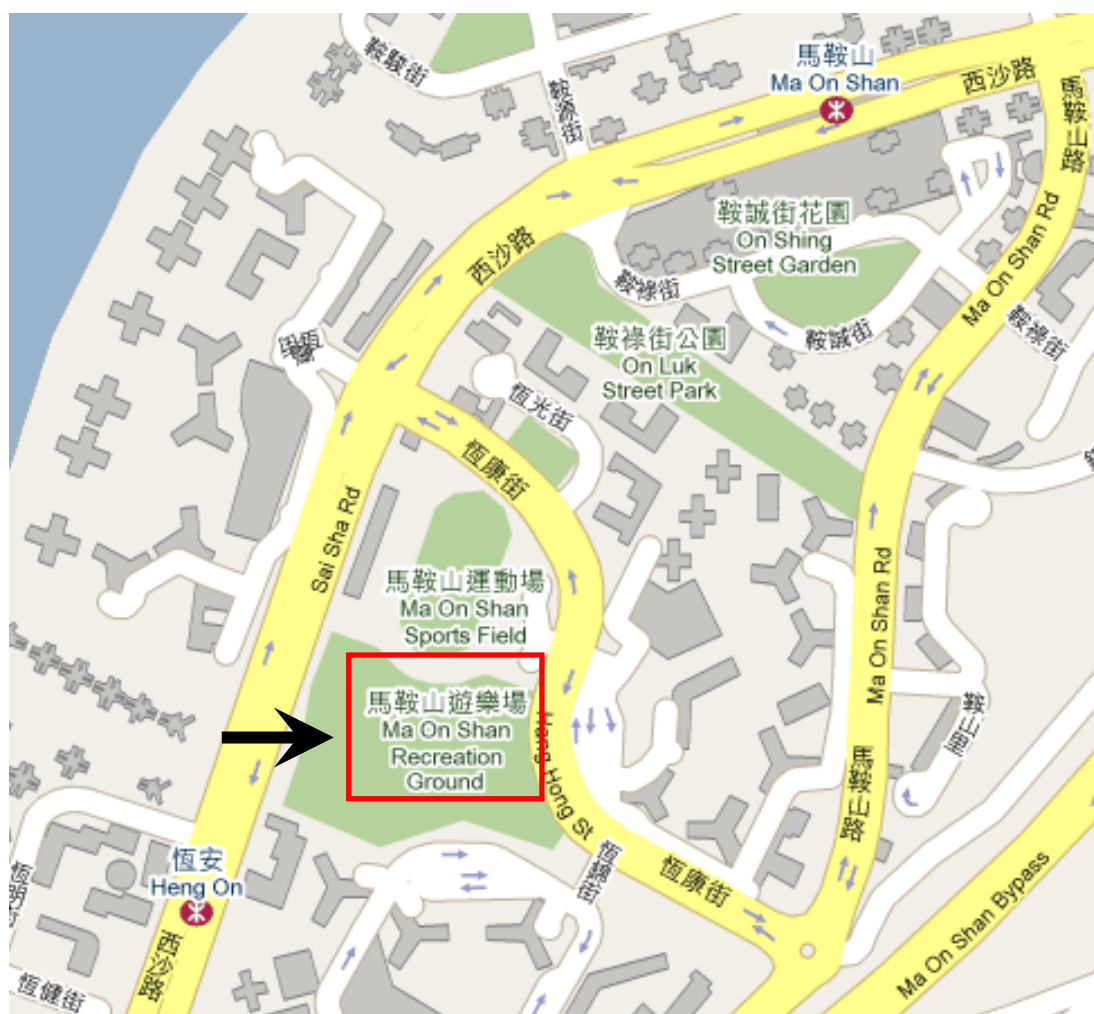 鞍駿街
鞍源街
馬鞍山
Ma On Shan
西沙路
馬鞍山路
鞍誠街花園
On Shing
Street Garden
西沙路
鞍祿街
鞍誠街
Ma On Shan Rd
鞍祿街
鞍祿街公園
On Luk
Street Park
恆光街
恆康街
Sai Sha Rd
馬鞍山運動場
Ma On Shan
Sports Field
Ma On Shan Rd
馬鞍山遊樂場
Ma On Shan
Recreation
Ground
Hang Hong St
鞍山里
馬鞍山路
恆安
Heng On
恆錦街
恆康街
Ma On Shan Bypass
西沙路
恆健街